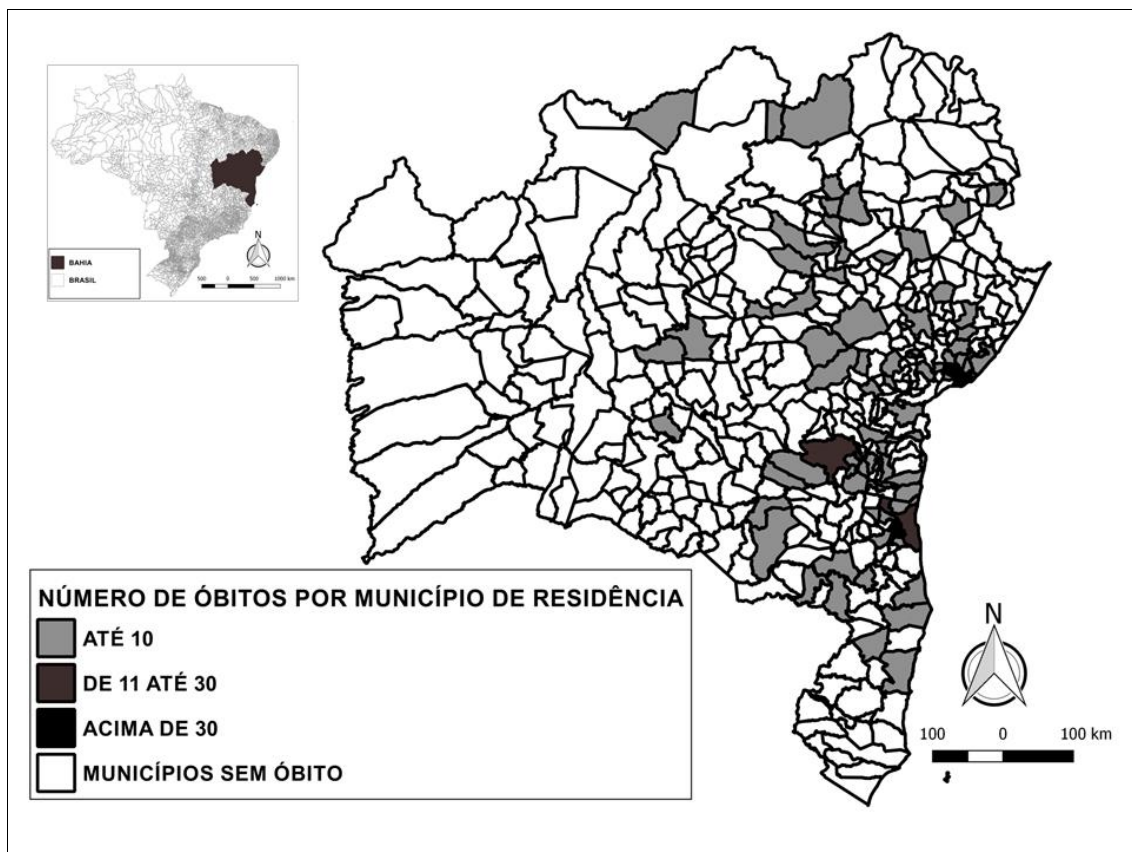 N
BAHIA
BRASIL
500 0 500 1000 km
NÚMERO DE ÓBITOS POR MUNICÍPIO DE RESIDÊNCIA
ATÉ 10
DE 11 ATÉ 30
ACIMA DE 30
MUNICÍPIOS SEM ÓBITO
N
100 0 100 km